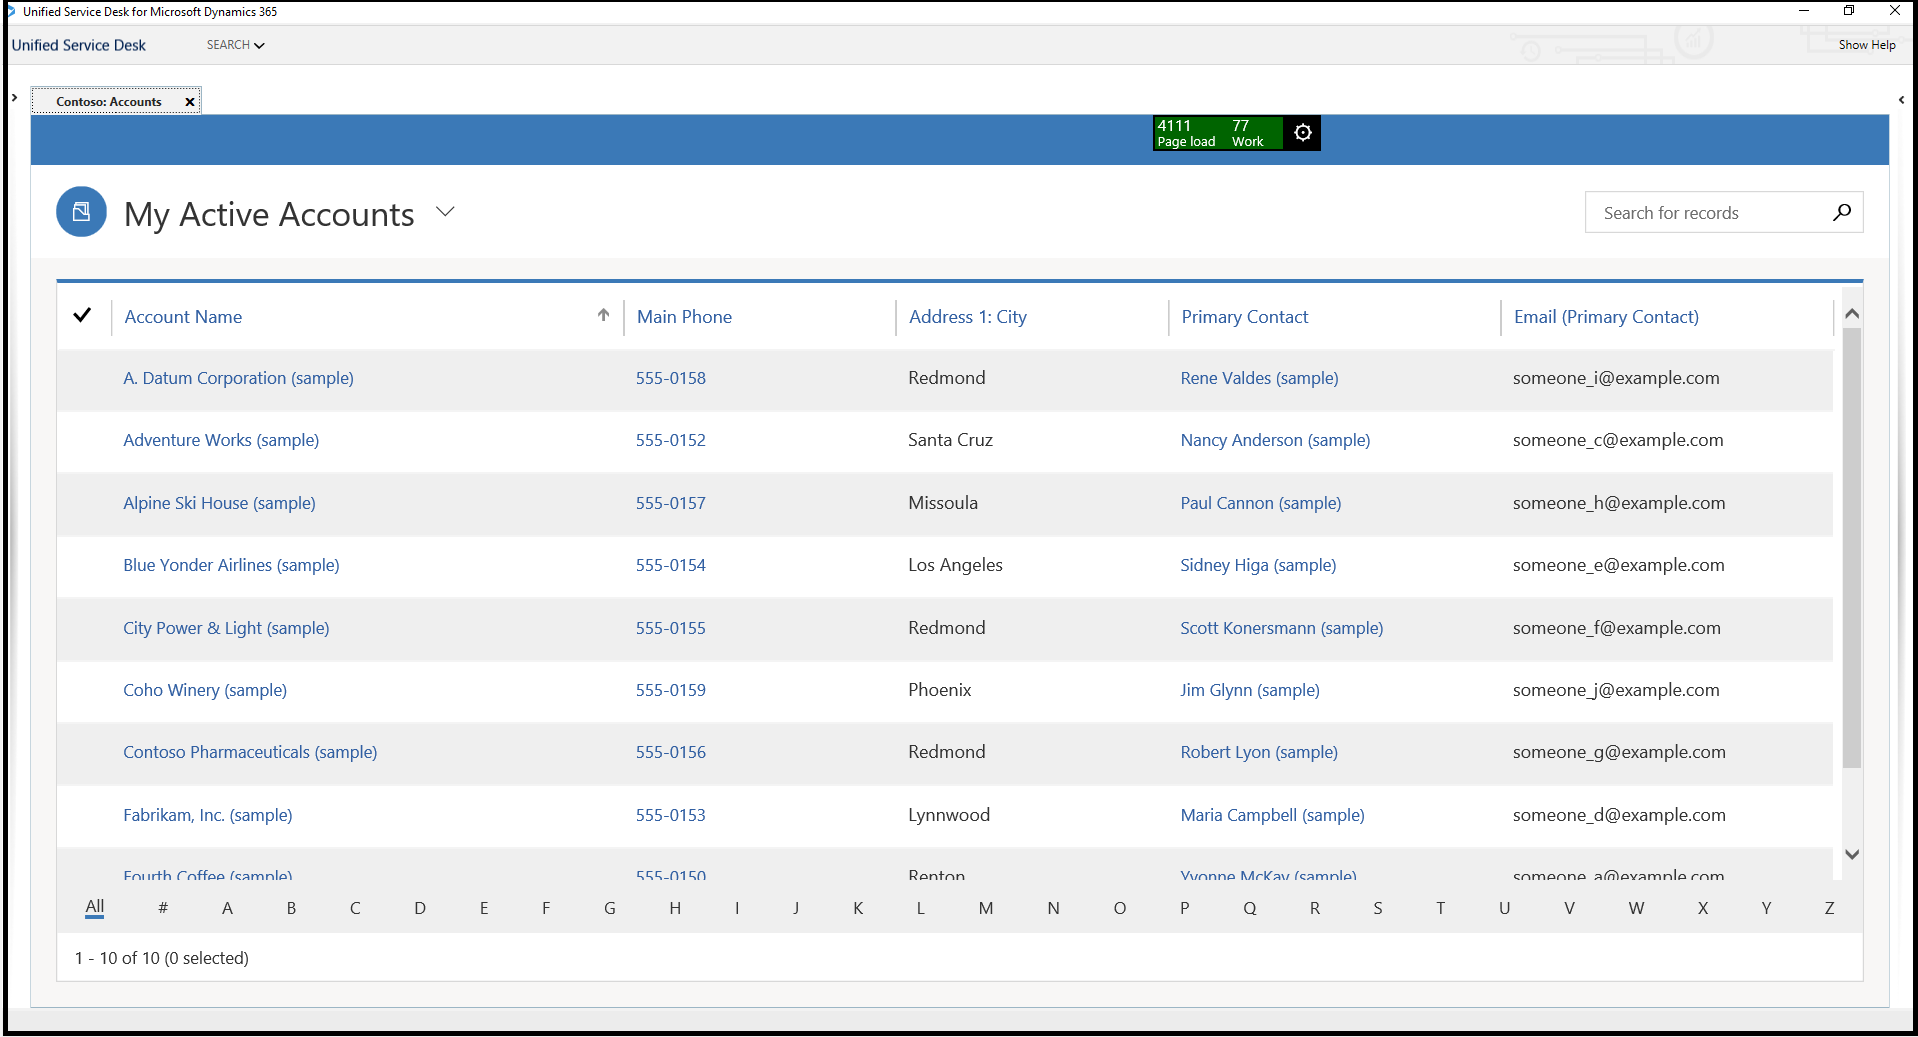 Unified Service Desk for Microsoft Dynamics 365
Unified Service Desk SEARCH Show Help
Contoso: Accounts
4111 77
Page load Work
My Active Accounts
Search for records
Account Name Main Phone Address 1: City Primary Contact Email (Primary Contact)
A. Datum Corporation (sample) 555-0158 Redmond Rene Valdes (sample) someone_i@example.com
Adventure Works (sample) 555-0152 Santa Cruz Nancy Anderson (sample) someone_c@example.com
Alpine Ski House (sample) 555-0157 Missoula Paul Cannon (sample) someone_h@example.com
Blue Yonder Airlines (sample) 555-0154 Los Angeles Sidney Higa (sample) someone_e@example.com
City Power & Light (sample) 555-0155 Redmond Scott Konersmann (sample) someone_f@example.com
Coho Winery (sample) 555-0159 Phoenix Jim Glynn (sample) someone_j@example.com
Contoso Pharmaceuticals (sample) 555-0156 Redmond Robert Lyon (sample) someone_g@example.com
Fabrikam, Inc. (sample) 555-0153 Lynnwood Maria Campbell (sample) someone_d@example.com
Fourth Coffee (sample) 555-0150 Renton Yvonne McKay (sample) someone_a@example.com
All # A B C D E F G H I J K L M N O P Q R S T U V W X Y Z
1 - 10 of 10 (0 selected)